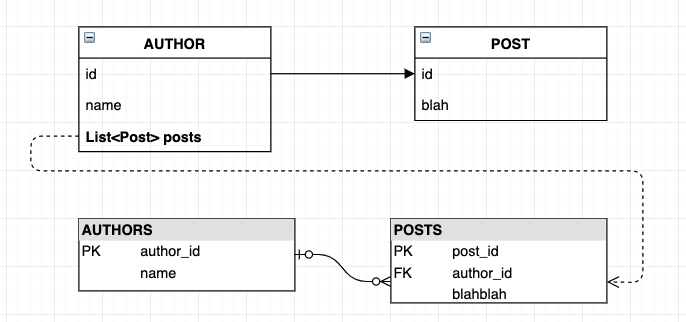 AUTHOR
id
name
List<Post> posts
POST
id
blah
AUTHORS
PK author_id
name
POSTS
PK post_id
FK author_id
blahblah